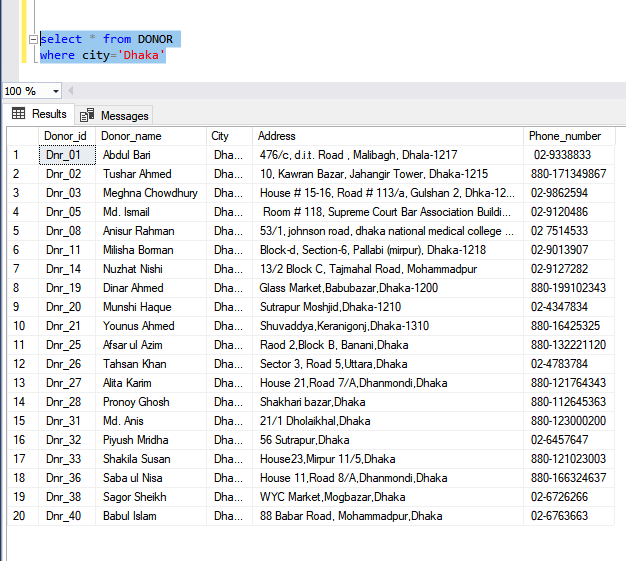 select * from DONOR
where city='Dhaka'
100 %
Results Messages
Donor_id Donor_name City Address Phone_number
1 Dnr_01 Abdul Bari Dha... 476/c, d.i.t. Road , Malibagh, Dhala-1217 02-9338833
2 Dnr_02 Tushar Ahmed Dha... 10, Kawran Bazar, Jahangir Tower, Dhaka-1215 880-171349867
3 Dnr_03 Meghna Chowdhury Dha... House # 15-16, Road # 113/a, Gulshan 2, Dhka-12... 02-9862594
4 Dnr_05 Md. Ismail Dha... Room # 118, Supreme Court Bar Association Buildi... 02-9120486
5 Dnr_08 Anisur Rahman Dha... 53/1, johnson road, dhaka national medical college ... 02 7514533
6 Dnr_11 Milisha Borman Dha... Block-d, Section-6, Pallabi (mirpur), Dhaka-1218 02-9013907
7 Dnr_14 Nuzhat Nishi Dha... 13/2 Block C, Tajmahal Road, Mohammadpur 02-9127282
8 Dnr_19 Dinar Ahmed Dha... Glass Market,Babubazar,Dhaka-1200 880-199102343
9 Dnr_20 Munshi Haque Dha... Sutrapur Moshjid,Dhaka-1210 02-4347834
10 Dnr_21 Younus Ahmed Dha... Shuvaddya,Keranigonj,Dhaka-1310 880-16425325
11 Dnr_25 Afsar ul Azim Dha... Raod 2,Block B, Banani,Dhaka 880-132221120
12 Dnr_26 Tahsan Khan Dha... Sector 3, Road 5,Uttara,Dhaka 02-4783784
13 Dnr_27 Alita Karim Dha... House 21,Road 7/A,Dhanmondi,Dhaka 880-121764343
14 Dnr_28 Pronoy Ghosh Dha... Shakhari bazar,Dhaka 880-112645363
15 Dnr_31 Md. Anis Dha... 21/1 Dholaikhal,Dhaka 880-123000200
16 Dnr_32 Piyush Mridha Dha... 56 Sutrapur,Dhaka 02-6457647
17 Dnr_33 Shakila Susan Dha... House23,Mirpur 11/5,Dhaka 880-121023003
18 Dnr_36 Saba ul Nisa Dha... House 11,Road 8/A,Dhanmondi,Dhaka 880-166324637
19 Dnr_38 Sagor Sheikh Dha... WYC Market,Mogbazar,Dhaka 02-6726266
20 Dnr_40 Babul Islam Dha... 88 Babar Road, Mohammadpur,Dhaka 02-6763663